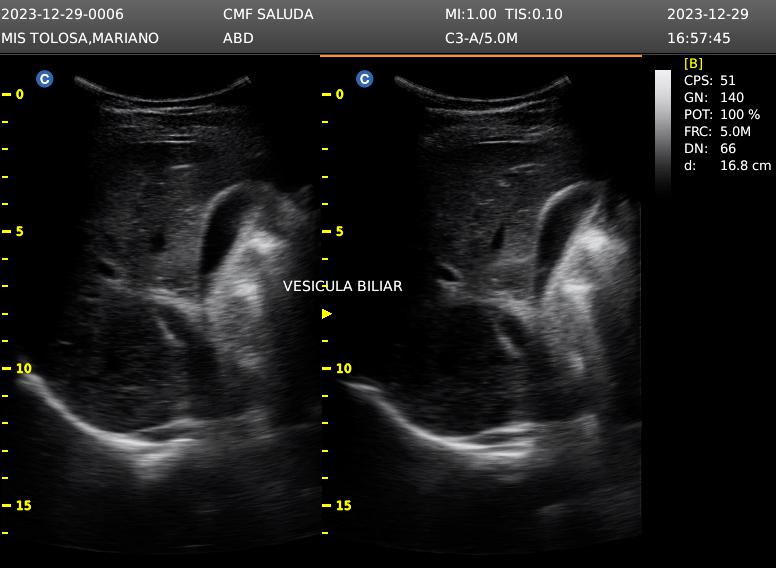 2023-12-29-0006 CMF SALUDA MI:1.00 TIS:0.10 2023-12-29
MIS TOLOSA,MARIANO ABD C3-A/5.0M 16:57:45
C C
[B]
CPS: 51
GN: 140
POT: 100 %
FRC: 5.0M
DN: 66
d: 16.8 cm
0 0
5 5
VESICULA BILIAR
10 10
15 15